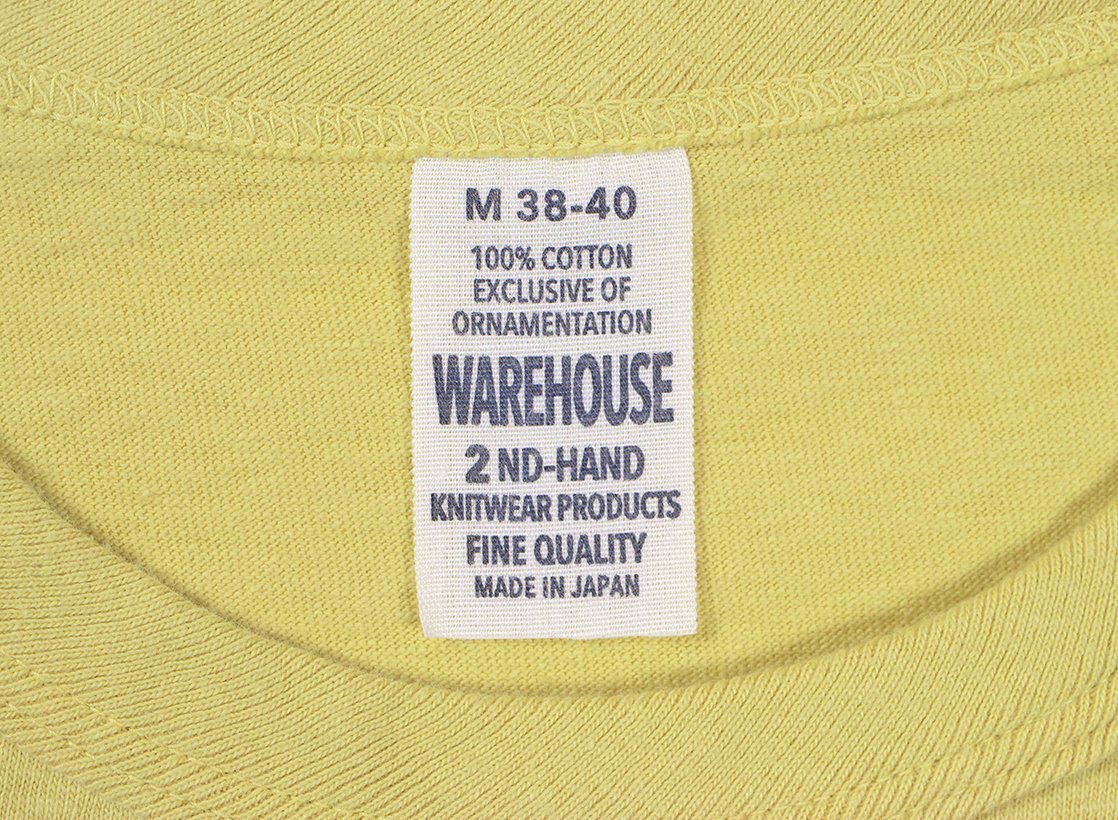 M 38-40
100% COTTON
EXCLUSIVE OF
ORNAMENTATION
WAREHOUSE
2 ND-HAND
KNITWEAR PRODUCTS
FINE QUALITY
MADE IN JAPAN